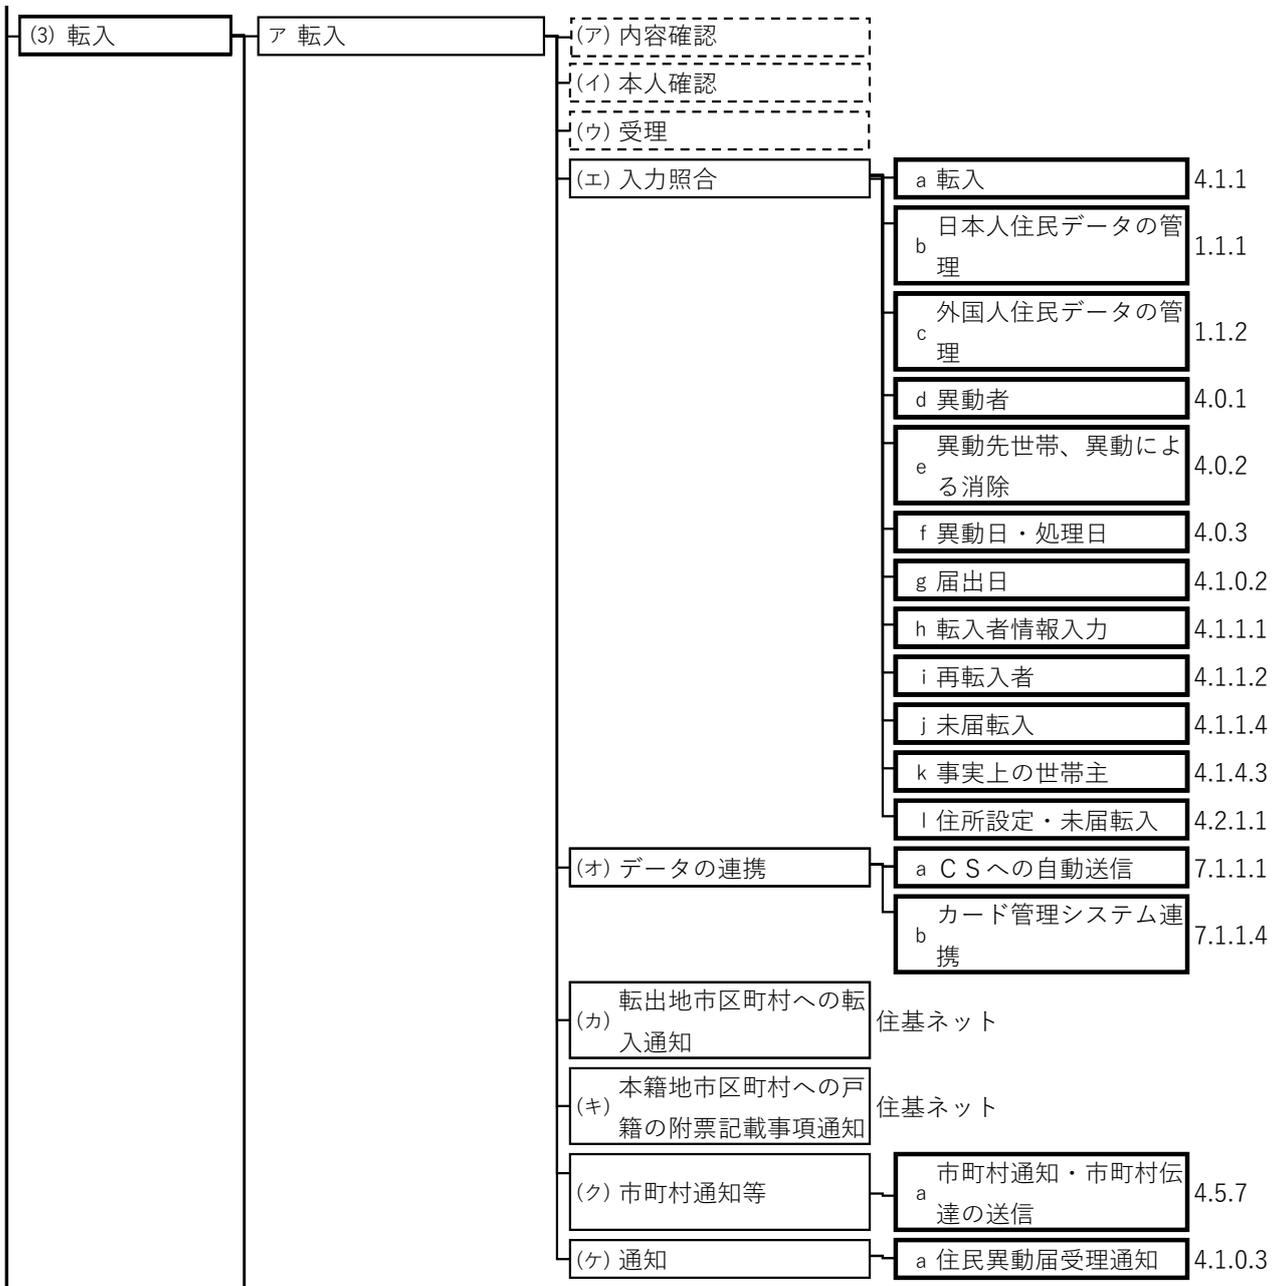 (3) 転入
ア 転入
(ア) 内容確認
(イ) 本人確認
(ウ) 受理
(エ) 入力照合
a 転入 4.1.1
b 日本人住民データの管
理 1.1.1
c 外国人住民データの管
理 1.1.2
d 異動者 4.0.1
e 異動先世帯、異動によ
る消除 4.0.2
f 異動日・処理日 4.0.3
g 届出日 4.1.0.2
h 転入者情報入力 4.1.1.1
i 再転入者 4.1.1.2
j 未届転入 4.1.1.4
k 事実上の世帯主 4.1.4.3
l 住所設定・未届転入 4.2.1.1
(オ) データの連携
a ＣＳへの自動送信 7.1.1.1
b カード管理システム連
携 7.1.1.4
(カ) 転出地市区町村への転
入通知 住基ネット
(キ) 本籍地市区町村への戸
籍の附票記載事項通知 住基ネット
(ク) 市町村通知等
a 市町村通知・市町村伝
達の送信 4.5.7
(ケ) 通知
a 住民異動届受理通知 4.1.0.3